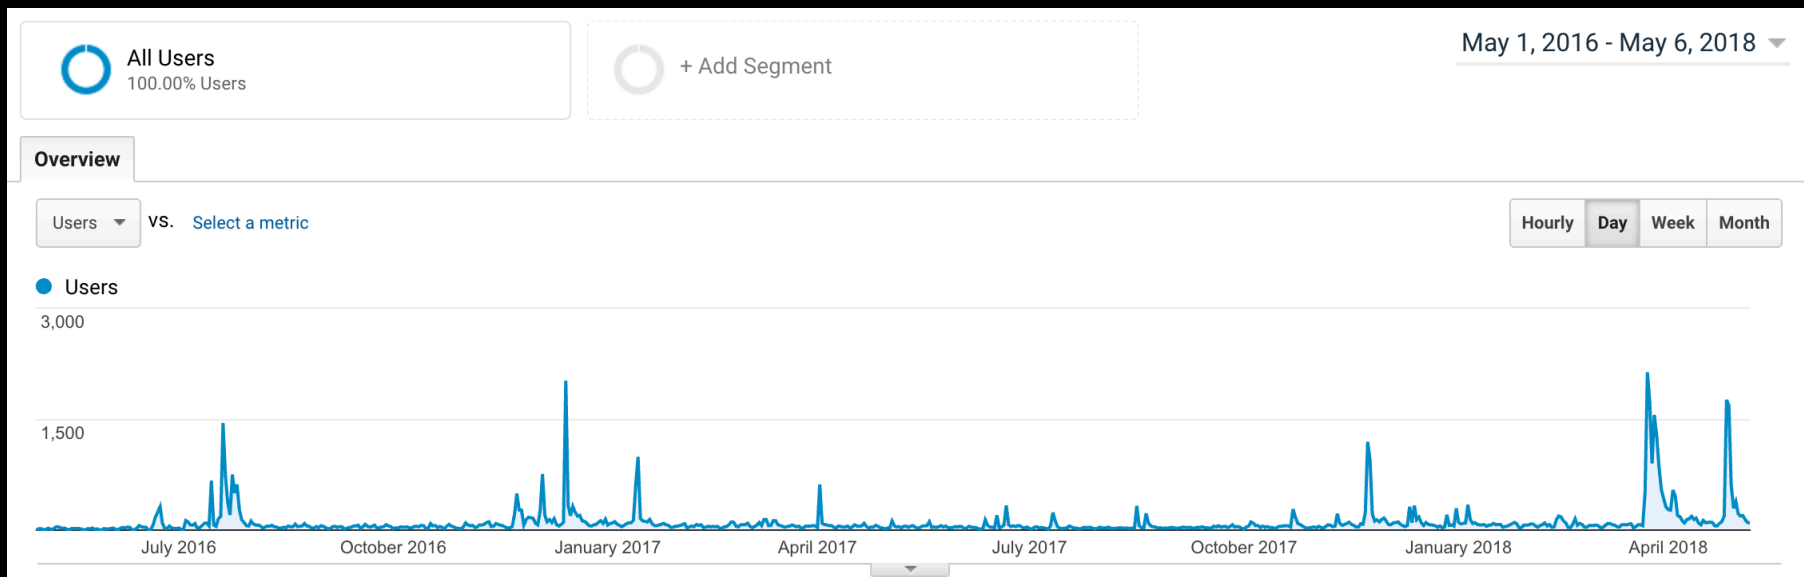 All Users
100.00% Users
+ Add Segment
May 1, 2016 - May 6, 2018
Overview
Users
VS.
Select a metric
Hourly
Day
Week
Month
Users
3,000
1,500
July 2016
October 2016
January 2017
April 2017
July 2017
October 2017
January 2018
April 2018